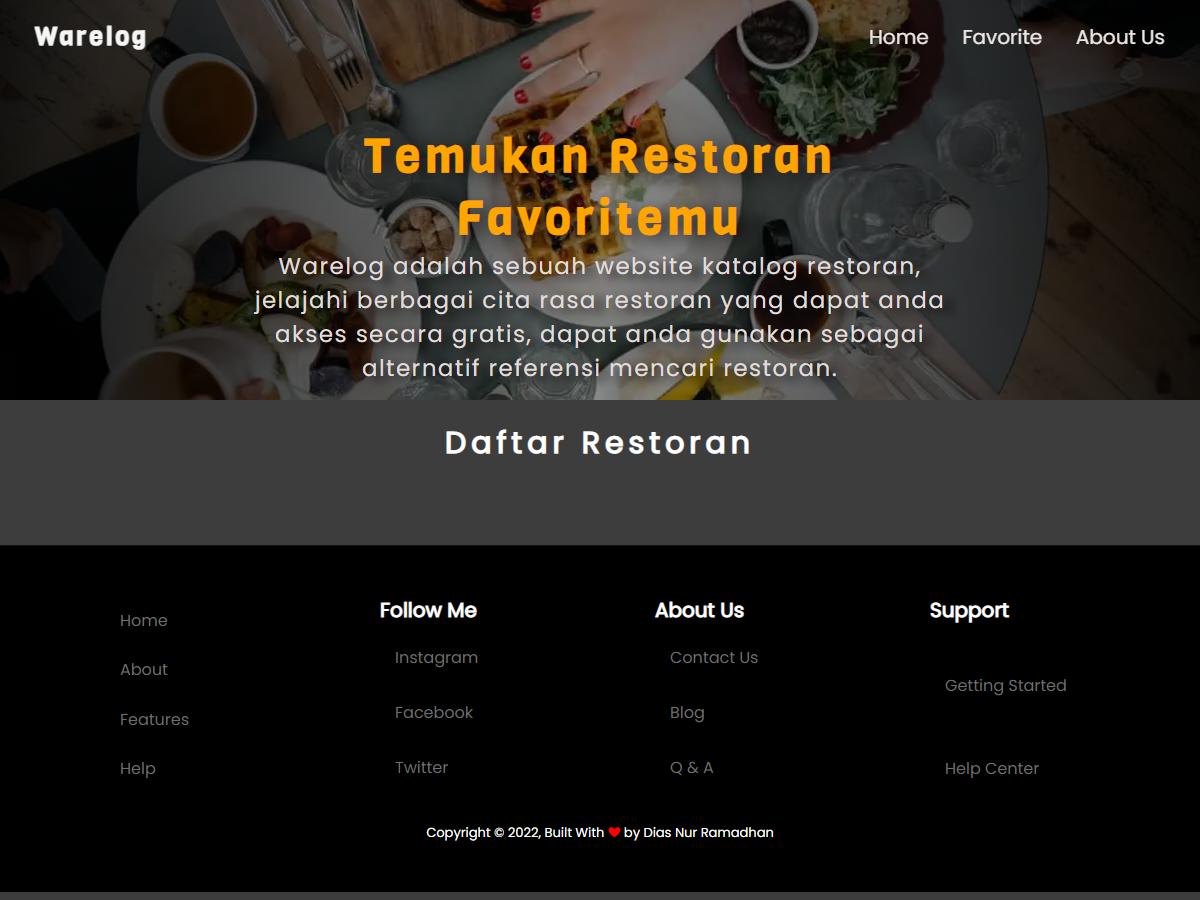 Warelog
Home Favorite About Us
Temukan Restoran
Favoritemu
Warelog adalah sebuah website katalog restoran,
jelajahi berbagai cita rasa restoran yang dapat anda
akses secara gratis, dapat anda gunakan sebagai
alternatif referensi mencari restoran.
Daftar Restoran
Home
About
Features
Help
Follow Me
Instagram
Facebook
Twitter
About Us
Contact Us
Blog
Q & A
Support
Getting Started
Help Center
Copyright © 2022, Built With ❤ by Dias Nur Ramadhan